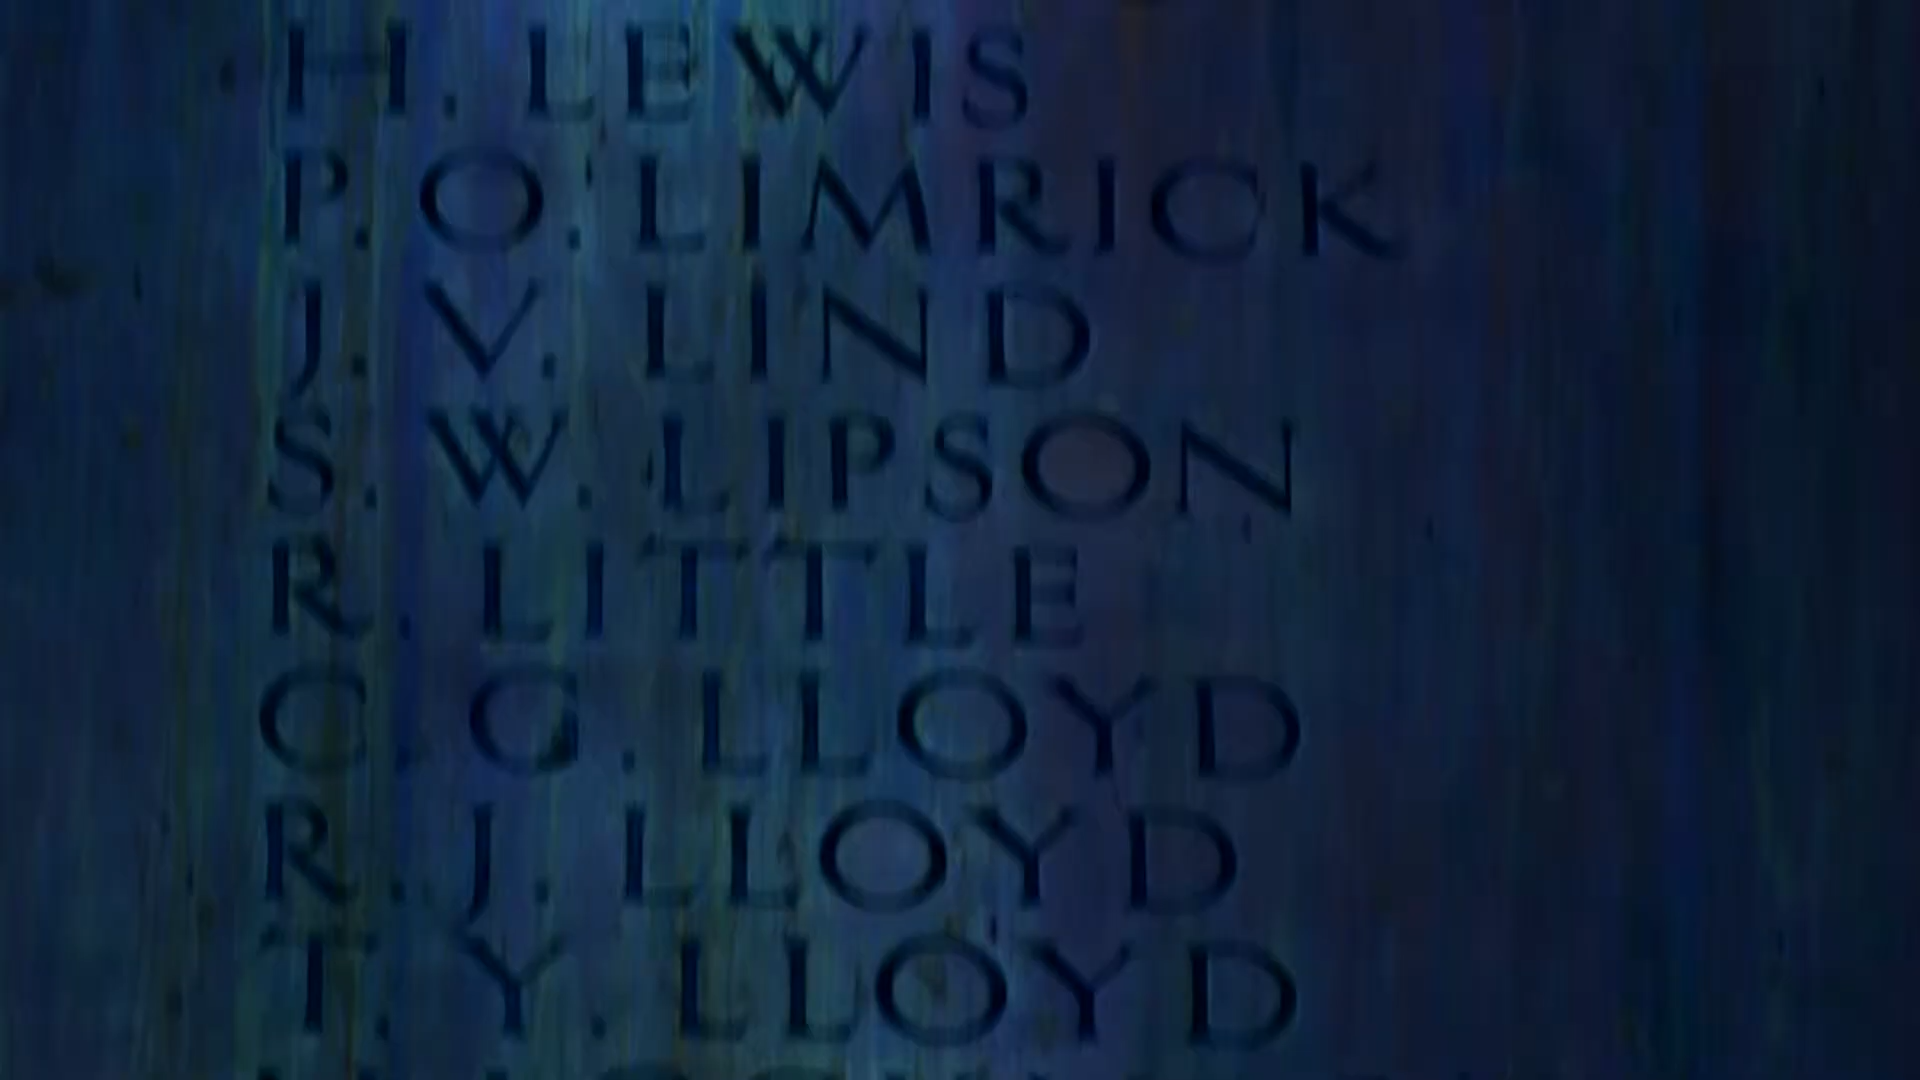 H. LEWIS
P. O. LIMRICK
J. V. LIND
S. W. LIPSON
R. LITTLE
C. G. LLOYD
R. J. LLOYD
T. Y. LLOYD